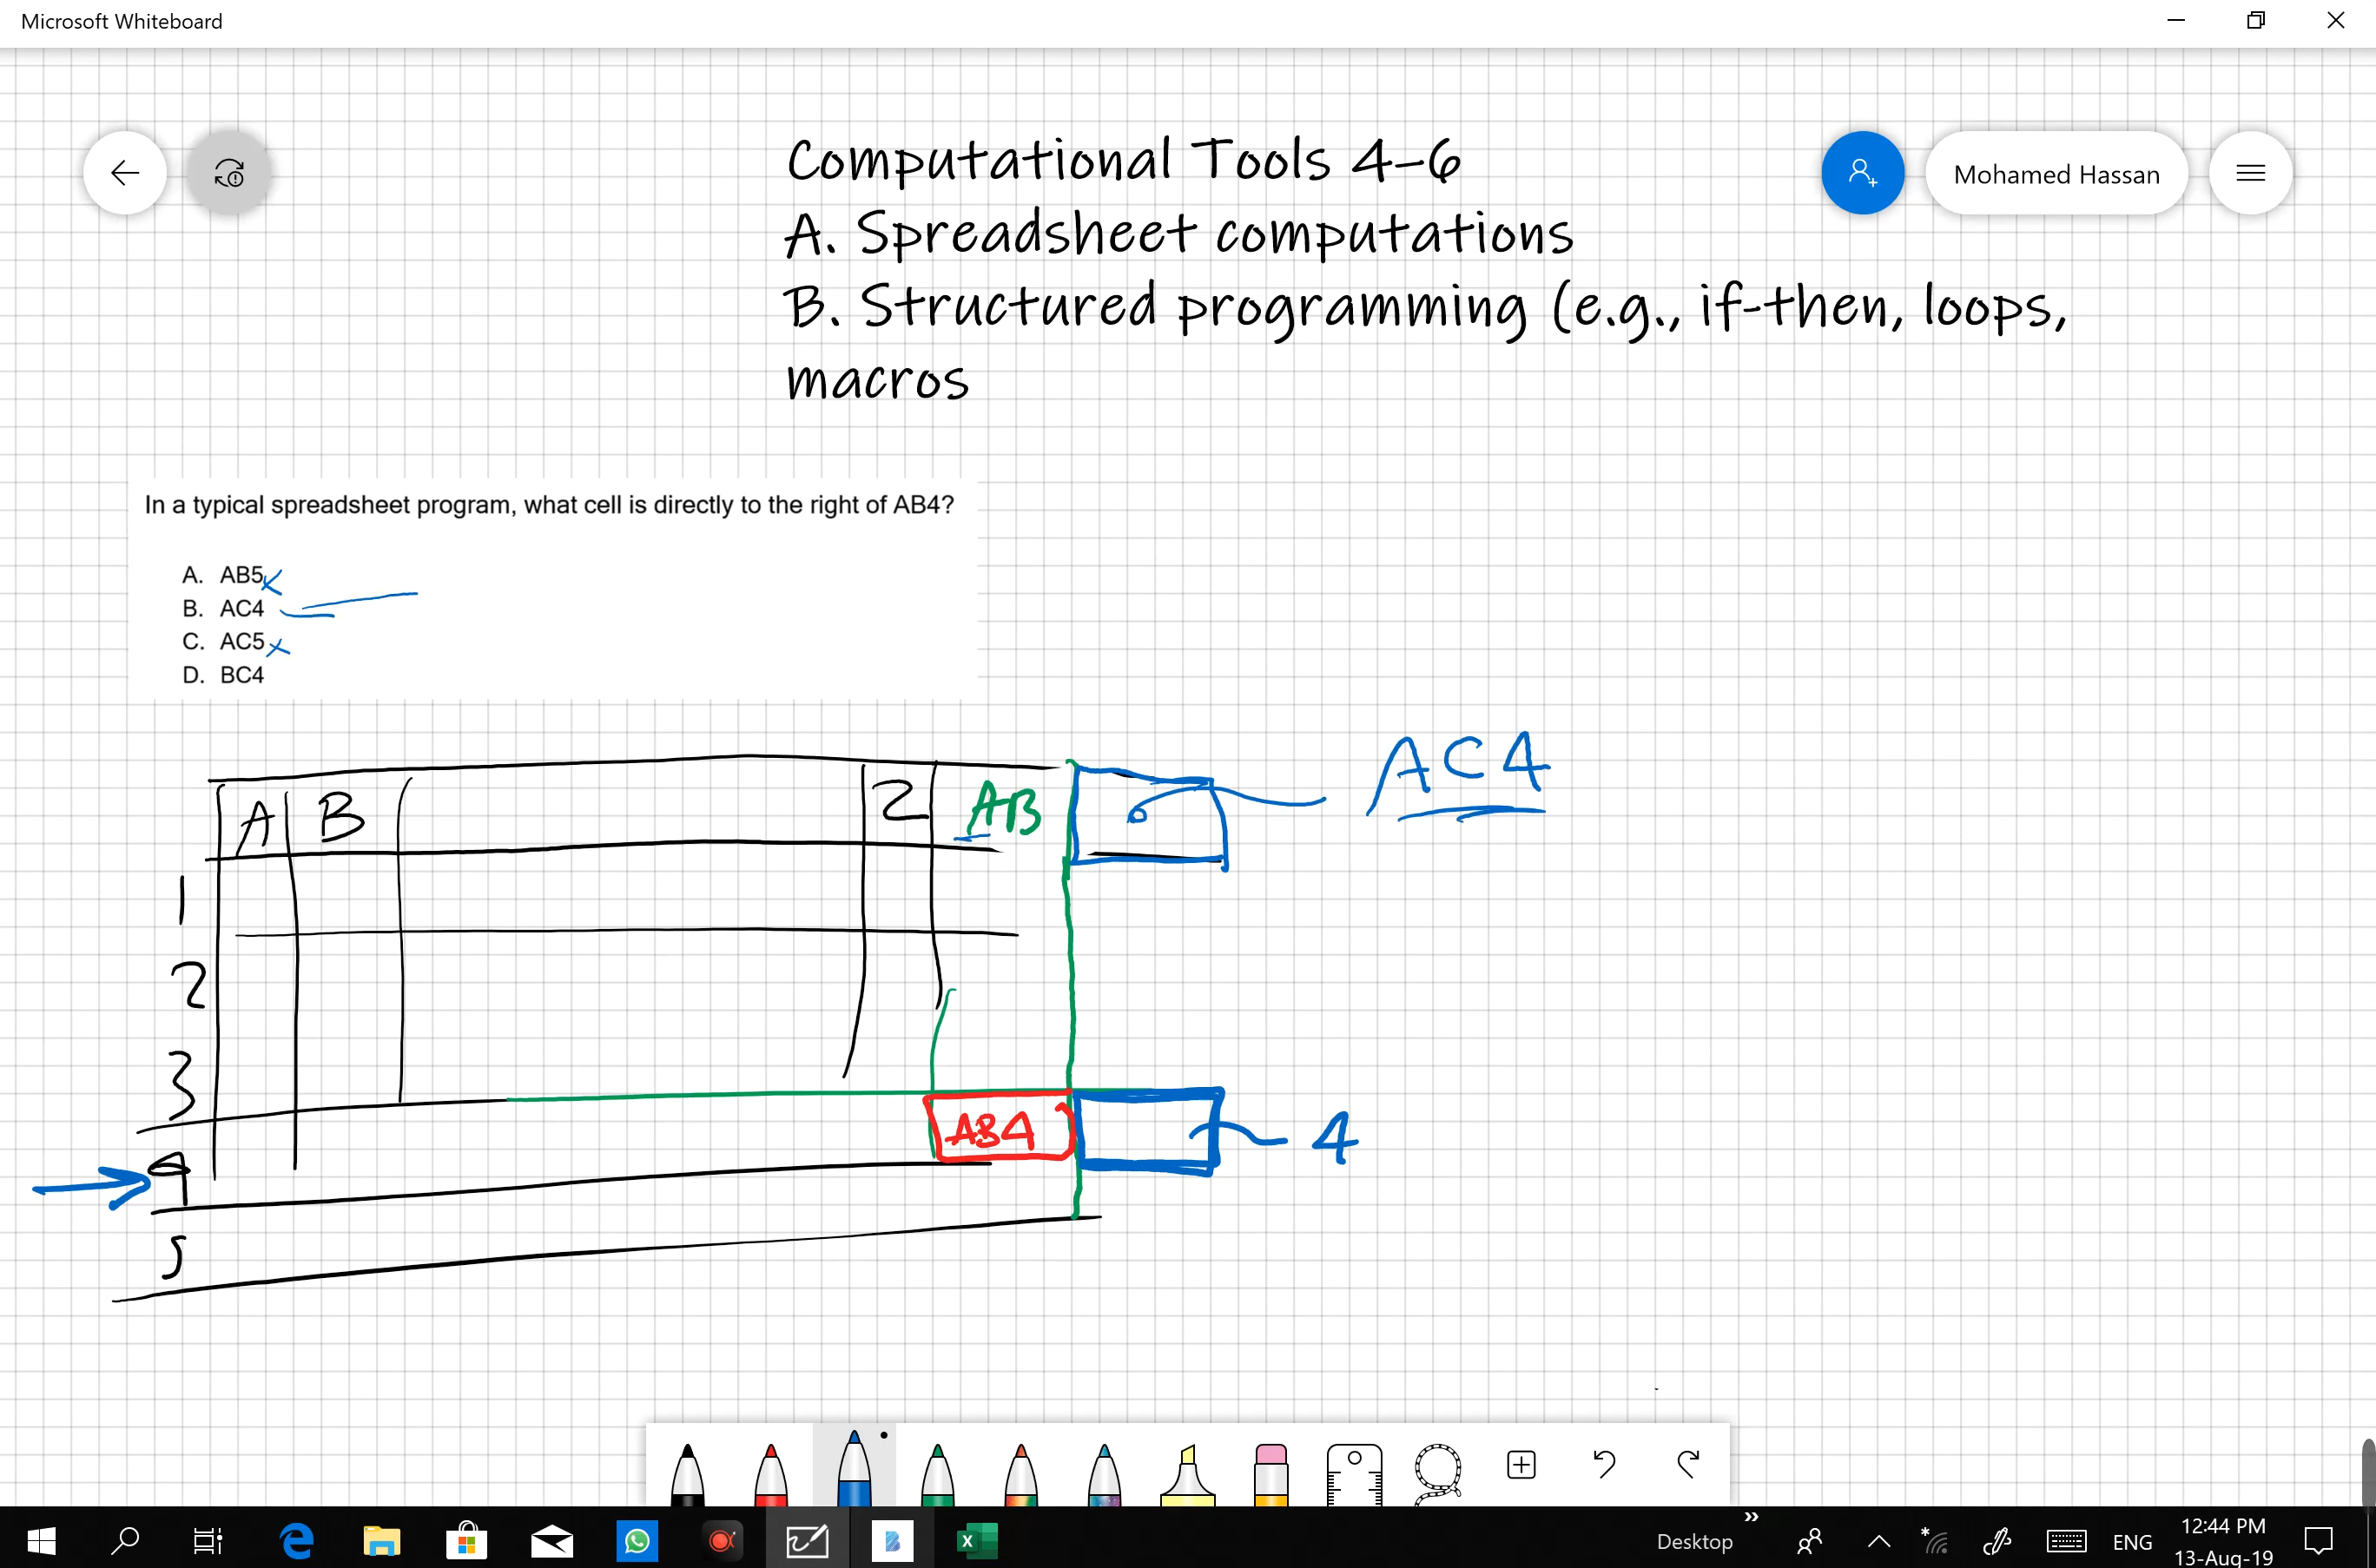 Microsoft Whiteboard
Computational Tools 4-6
Mohamed Hassan
A. Spreadsheet computations
B. Structured programming (e.g., if-then, loops,
macros
In a typical spreadsheet program, what cell is directly to the right of AB4?
A. AB5
B. AC4
C. AC5
D. BC4
AC4
A B Z AB
1
2
3
AB4 4
4
5
Desktop
ENG
12:44 PM
13-Aug-19